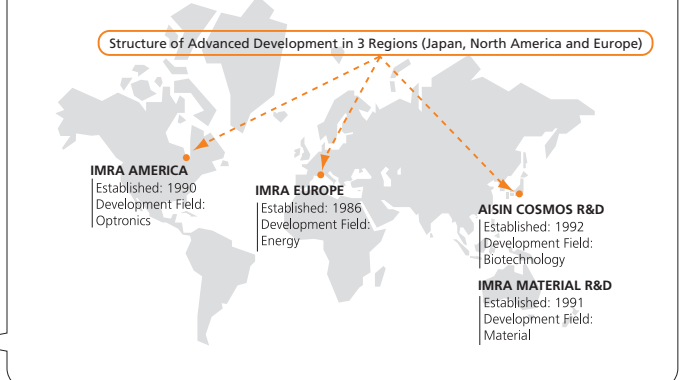 Structure of Advanced Development in 3 Regions (Japan, North America and Europe)
IMRA AMERICA
Established: 1990
Development Field:
Optronics
IMRA EUROPE
Established: 1986
Development Field:
Energy
AISIN COSMOS R&D
Established: 1992
Development Field:
Biotechnology
IMRA MATERIAL R&D
Established: 1991
Development Field:
Material